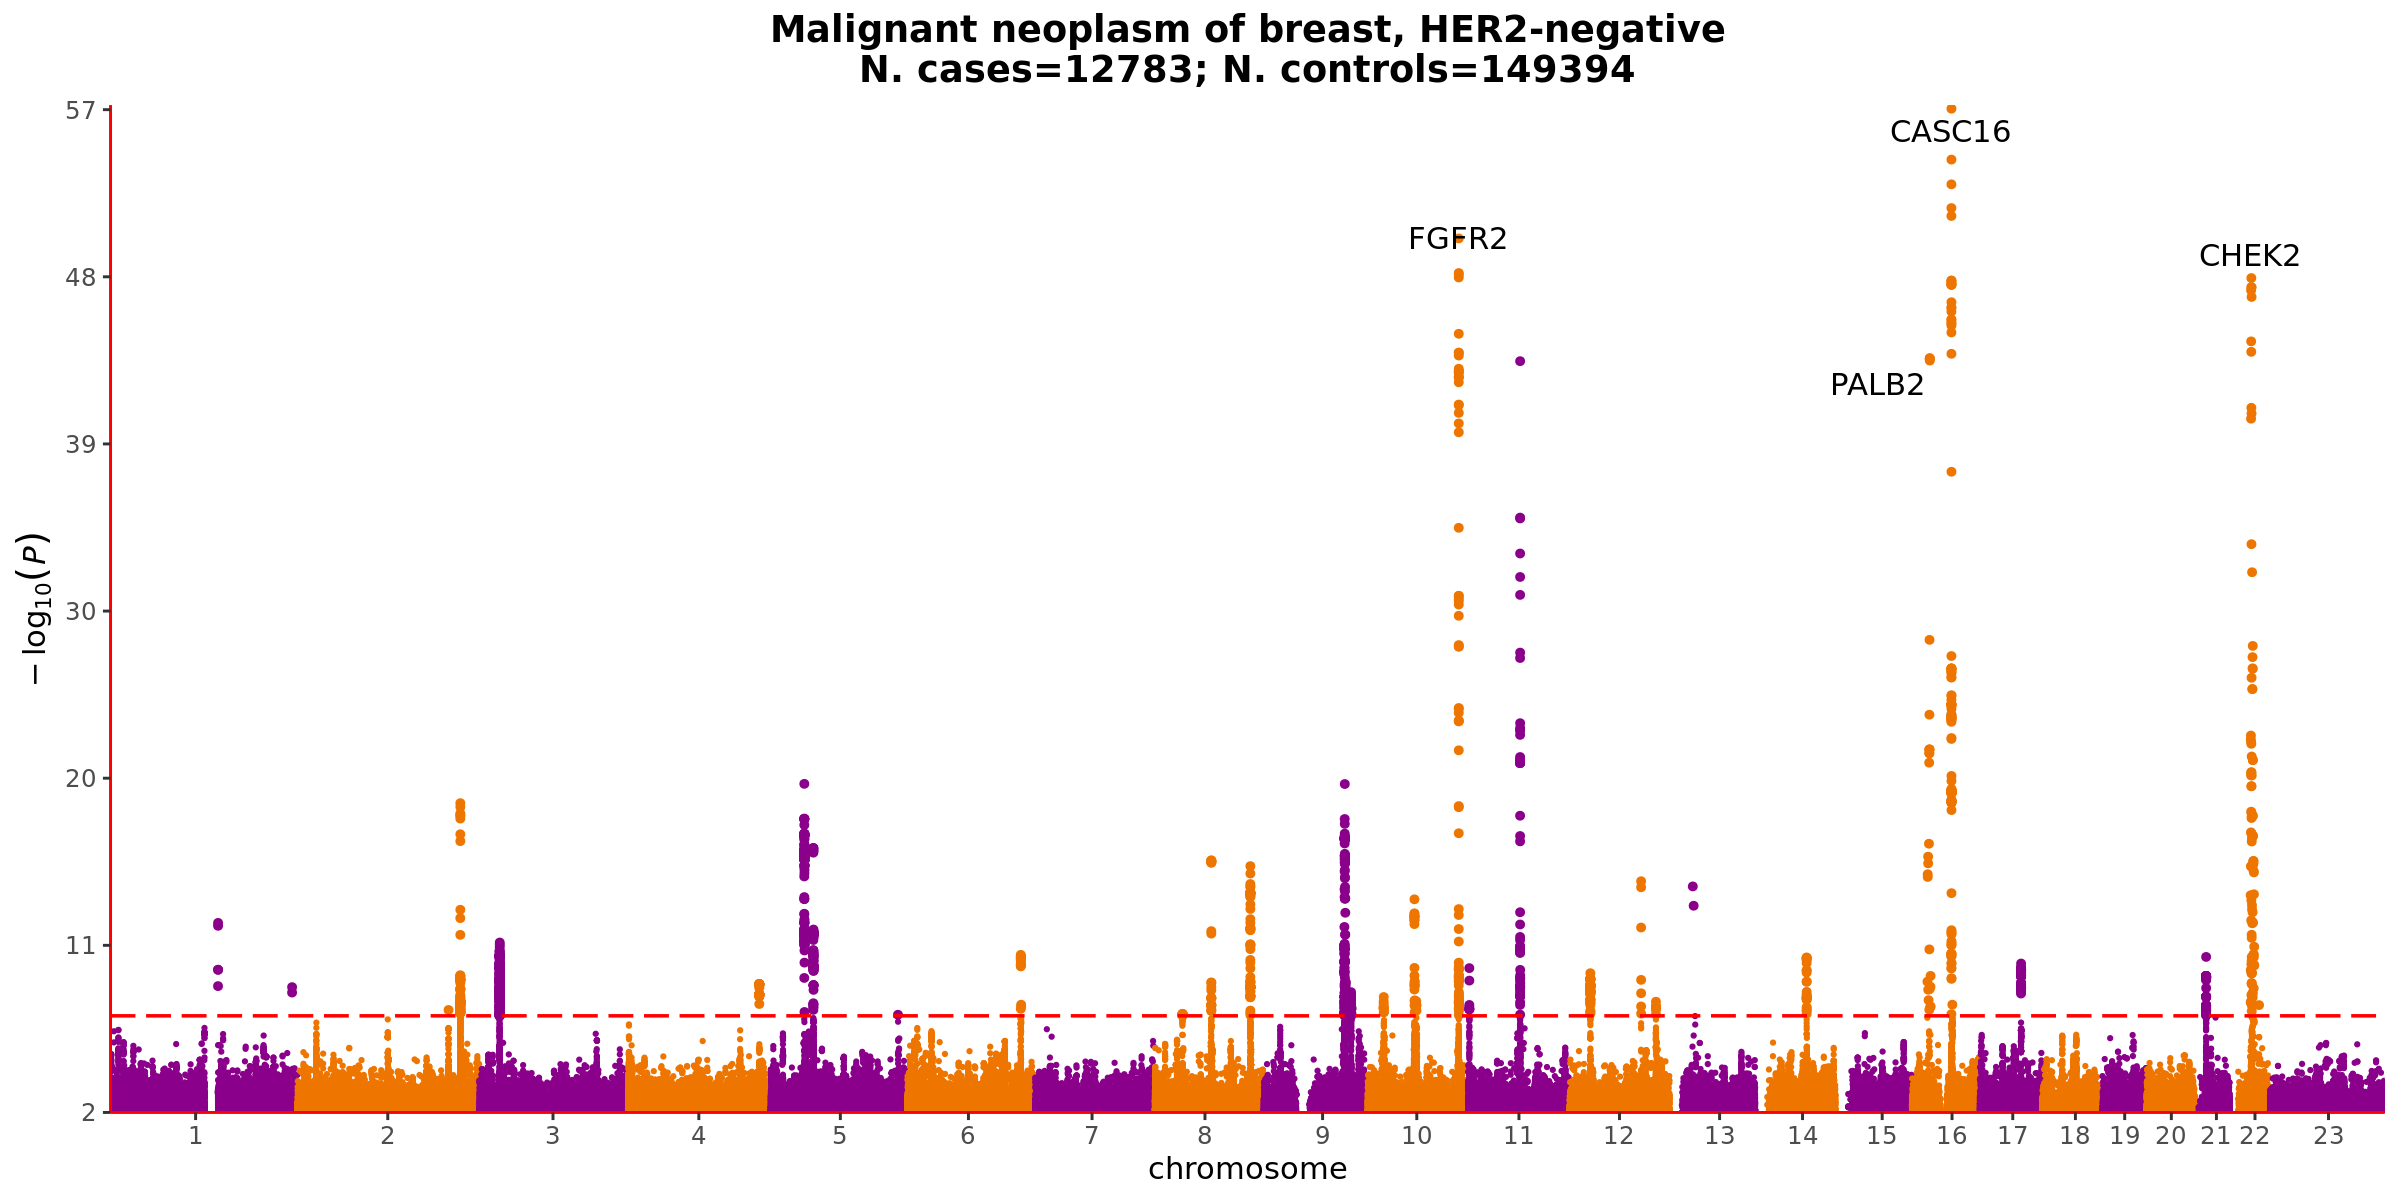 Malignant neoplasm of breast, HER2-negative
N. cases=12783; N. controls=149394
57
CASC16
FGFR2
CHEK2
48
PALB2
39
30
20
11
2
−log10(P)
1 2 3 4 5 6 7 8 9 10 11 12 13 14 15 16 17 18 19 20 21 22 23
chromosome